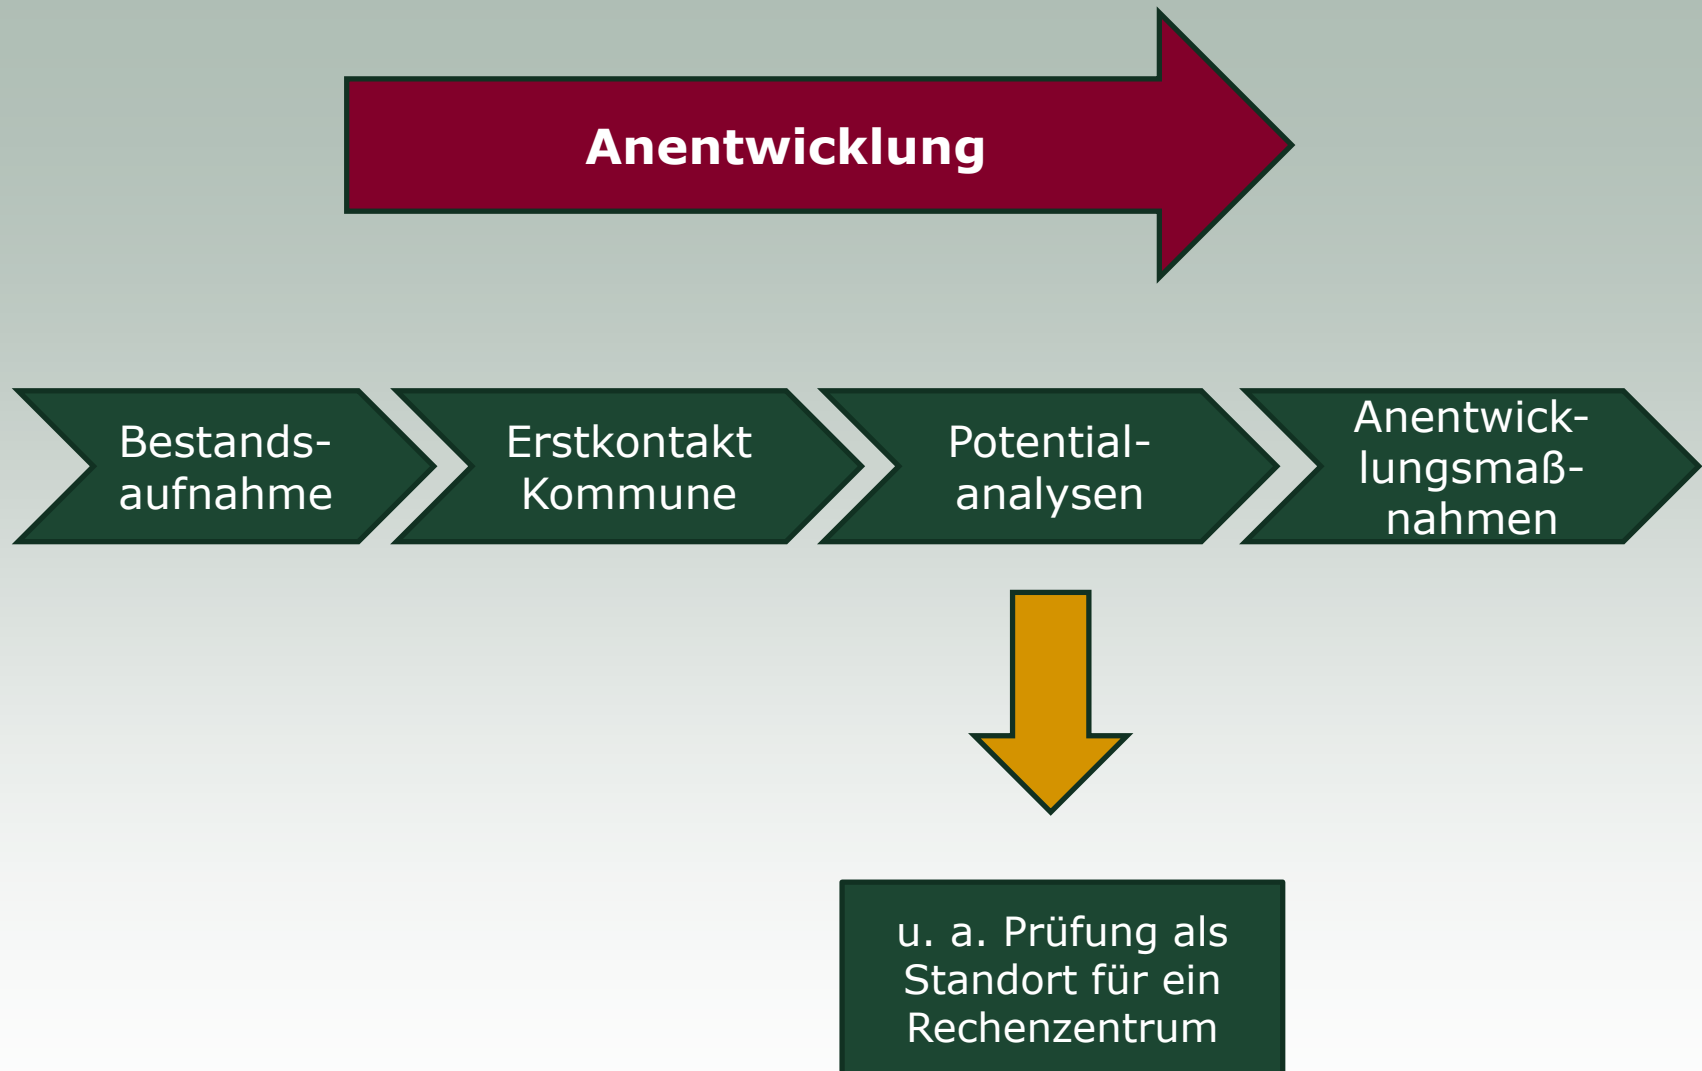 Anentwicklung
Bestands-
aufnahme
Erstkontakt
Kommune
Potential-
analysen
Anentwick-
lungsmaß-
nahmen
u. a. Prüfung als
Standort für ein
Rechenzentrum